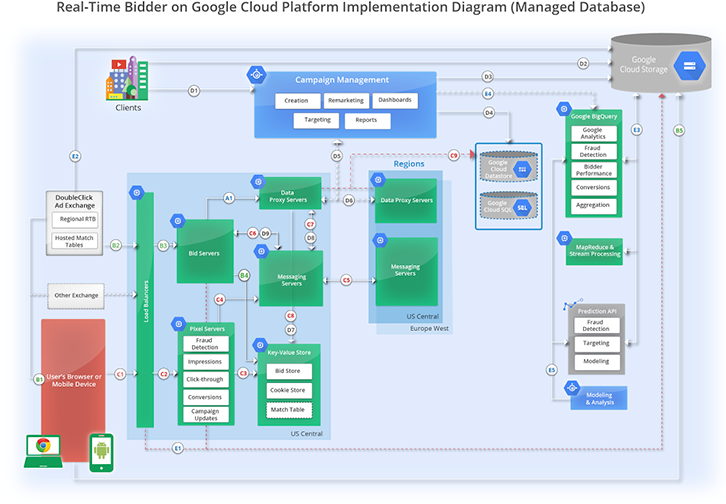 Real-Time Bidder on Google Cloud Platform Implementation Diagram (Managed Database)
Google
Cloud Storage
Clients
D1
D2
D3
E4
D4
Campaign Management
Creation
Remarketing
Dashboards
Targeting
Reports
E2
D5
C9
E3
B5
Google BigQuery
Google
Analytics
Fraud
Detection
Bidder
Performance
Conversions
Aggregation
Google
Cloud
Datastore
Google
Cloud SQL
SQL
Regions
Data Proxy Servers
Messaging
Servers
US Central
Europe West
DoubleClick
Ad Exchange
Regional RTB
Hosted Match
Tables
B2
Other Exchange
B1
User's Browser or
Mobile Device
C1
Load Balancers
B3
A1
Data
Proxy Servers
D6
Bid Servers
C6
D9
C7
D8
B4
Messaging
Servers
C5
C4
C8
D7
Pixel Servers
Fraud
Detection
Impressions
Click-through
Conversions
Campaign
Updates
C2
C3
Key-Value Store
Bid Store
Cookie Store
Match Table
US Central
E1
MapReduce &
Stream Processing
Prediction API
Fraud
Detection
Targeting
Modeling
E5
Modeling
& Analysis